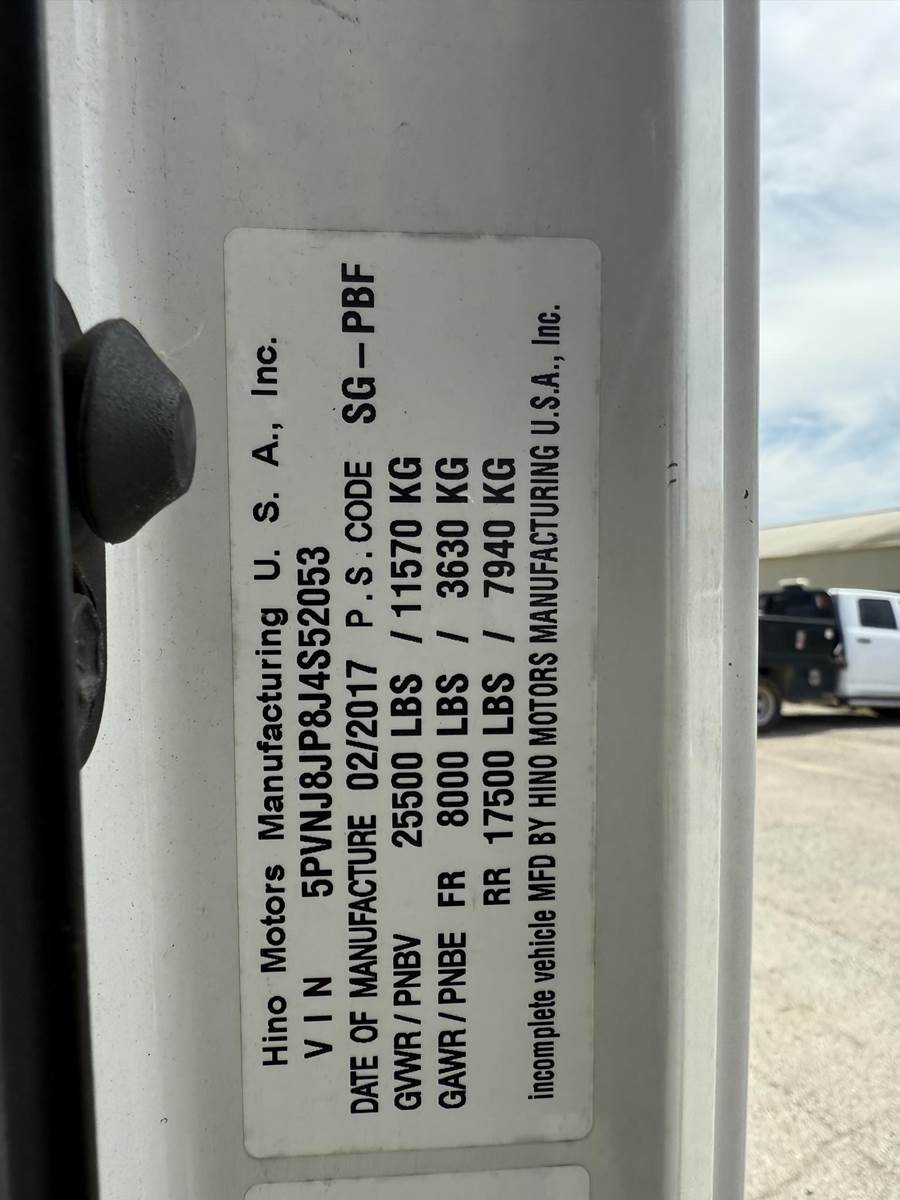 Hino Motors Manufacturing U. S. A., Inc.
VIN 5PVNJ8JP8J4S52053
DATE OF MANUFACTURE 02/2017 P.S.CODE SG-PBF
GVWR/PNBV 25500 LBS / 11570 KG
GAWR/PNBE FR 8000 LBS / 3630 KG
RR 17500 LBS / 7940 KG
incomplete vehicle MFD BY HINO MOTORS MANUFACTURING U.S.A., Inc.